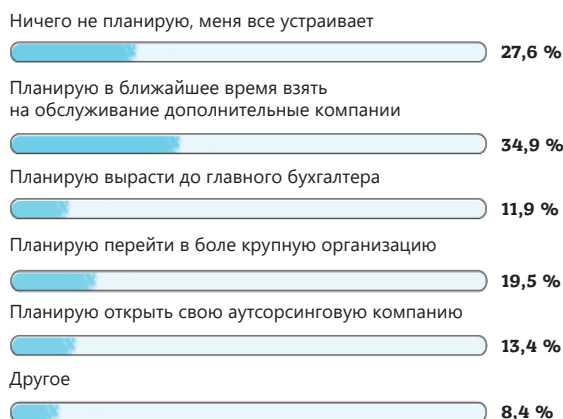 Ничего не планирую, меня все устраивает
27,6 %
Планирую в ближайшее время взять
на обслуживание дополнительные компании
34,9 %
Планирую вырасти до главного бухгалтера
11,9 %
Планирую перейти в боле крупную организацию
19,5 %
Планирую открыть свою аутсорсинговую компанию
13,4 %
Другое
8,4 %